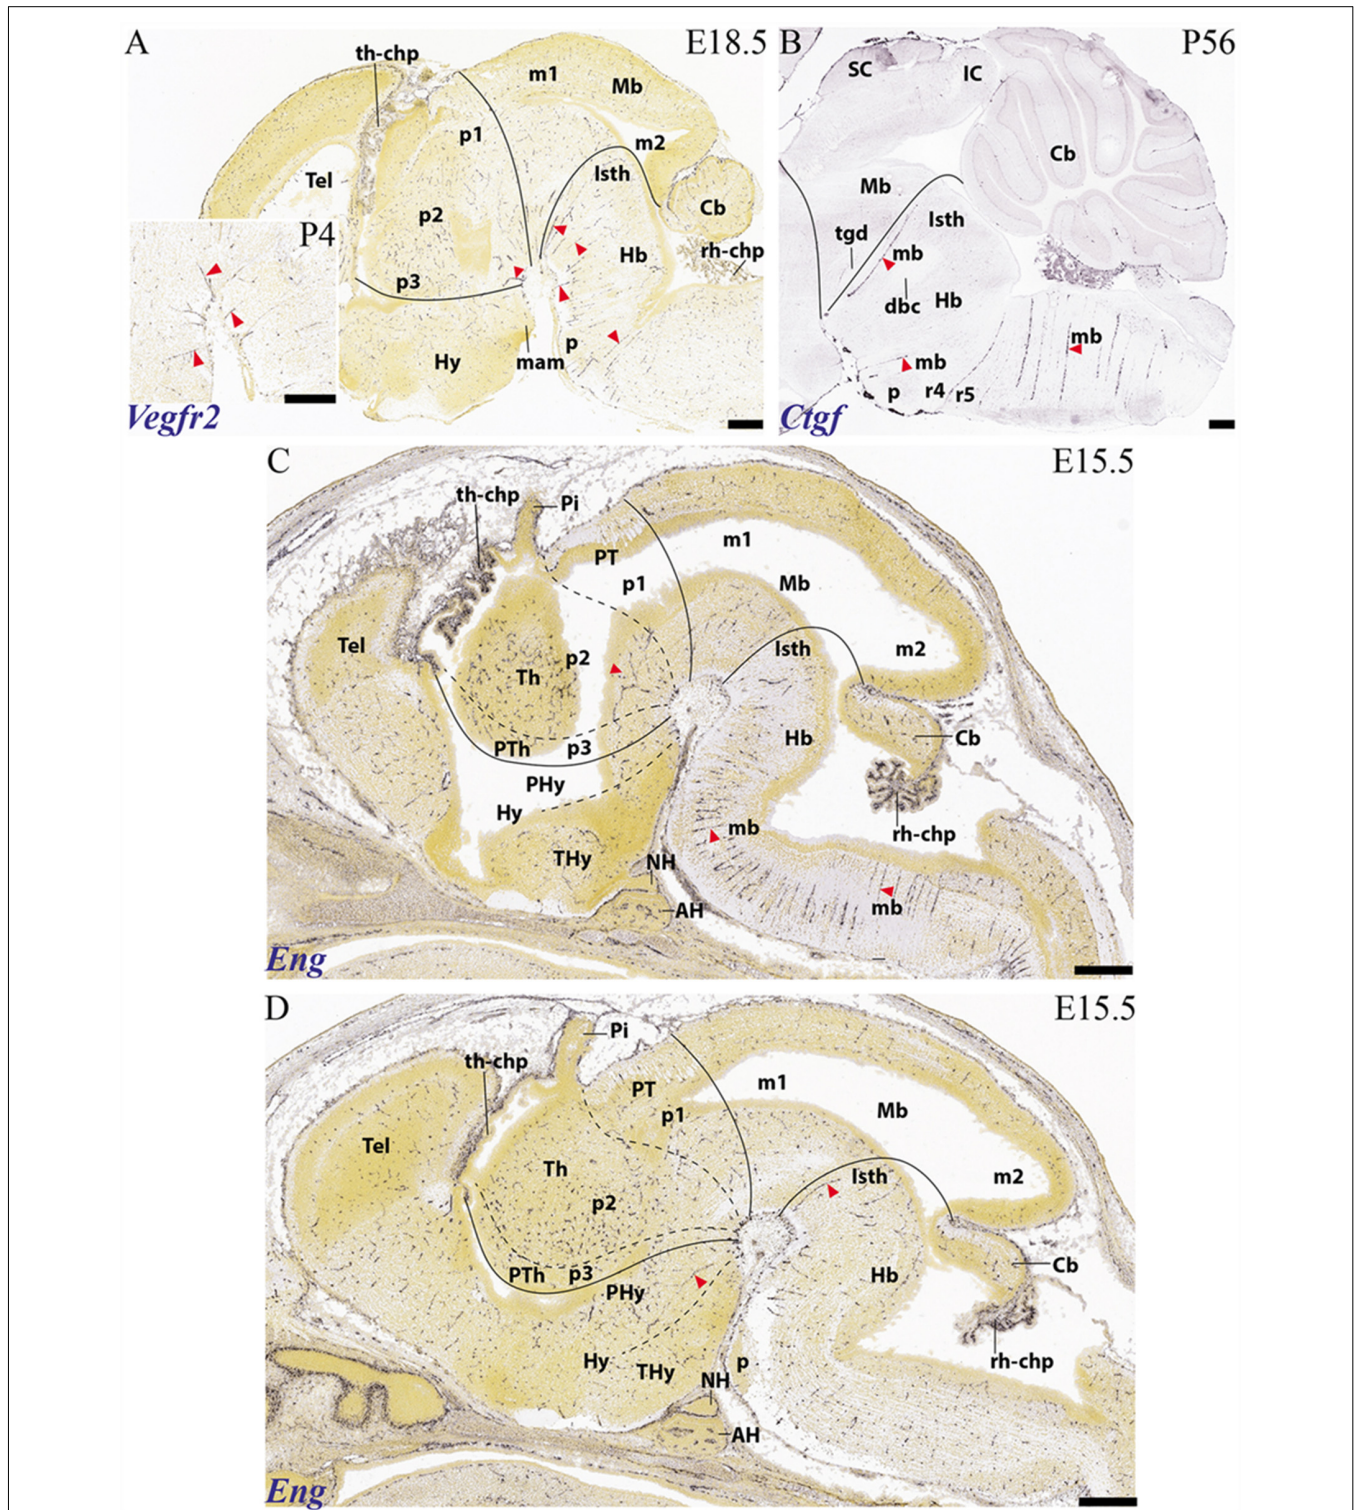 A
E18.5
th-chp
m1
Mb
p1
m2
Isth
Tel
p2
Cb
P4
Hb
rh-chp
p3
Hy
mam
p
Vegfr2
B
P56
SC
IC
Cb
Mb
Isth
tgd
mb
dbc
Hb
mb
mb
p
r4
r5
Ctgf
C
E15.5
th-chp
Pi
m1
PT
p1
Mb
Tel
Isth
m2
p2
Th
Hb
Cb
PTh
p3
PHy
Hy
mb
rh-chp
THy
NH
AH
mb
Eng
D
E15.5
Pi
th-chp
m1
PT
Mb
p1
Tel
Th
Isth
m2
p2
Cb
PTh
p3
Hb
PHy
Hy
THy
p
rh-chp
NH
AH
Eng